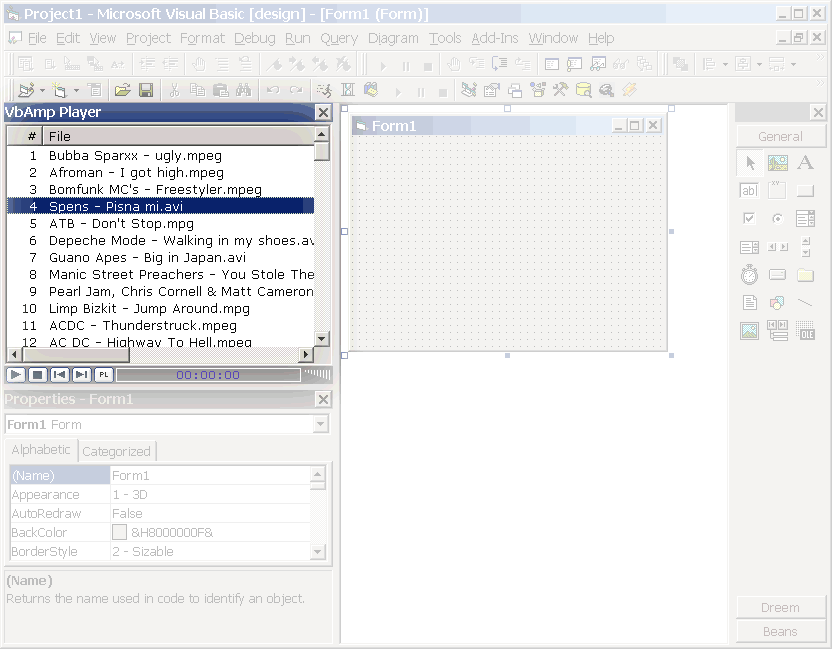 Project1 - Microsoft Visual Basic [design] - [Form1 (Form)]
File Edit View Project Format Debug Run Query Diagram Tools Add-Ins Window Help
VbAmp Player
# File
1 Bubba Sparxx - ugly.mpeg
2 Afroman - I got high.mpeg
3 Bomfunk MC's - Freestyler.mpeg
4 Spens - Pisna mi.avi
5 ATB - Don't Stop.mpg
6 Depeche Mode - Walking in my shoes.av
7 Guano Apes - Big in Japan.avi
8 Manic Street Preachers - You Stole The
9 Pearl Jam, Chris Cornell & Matt Cameron
10 Limp Bizkit - Jump Around.mpg
11 ACDC - Thunderstruck.mpeg
12 AC DC - Highway To Hell.mpeg
PL 00:00:00
Properties - Form1
Form1 Form
Alphabetic Categorized
(Name) Form1
Appearance 1 - 3D
AutoRedraw False
BackColor &H8000000F&
BorderStyle 2 - Sizable
(Name)
Returns the name used in code to identify an object.
Form1
General
A
ab
XY
OLE
Dreem
Beans